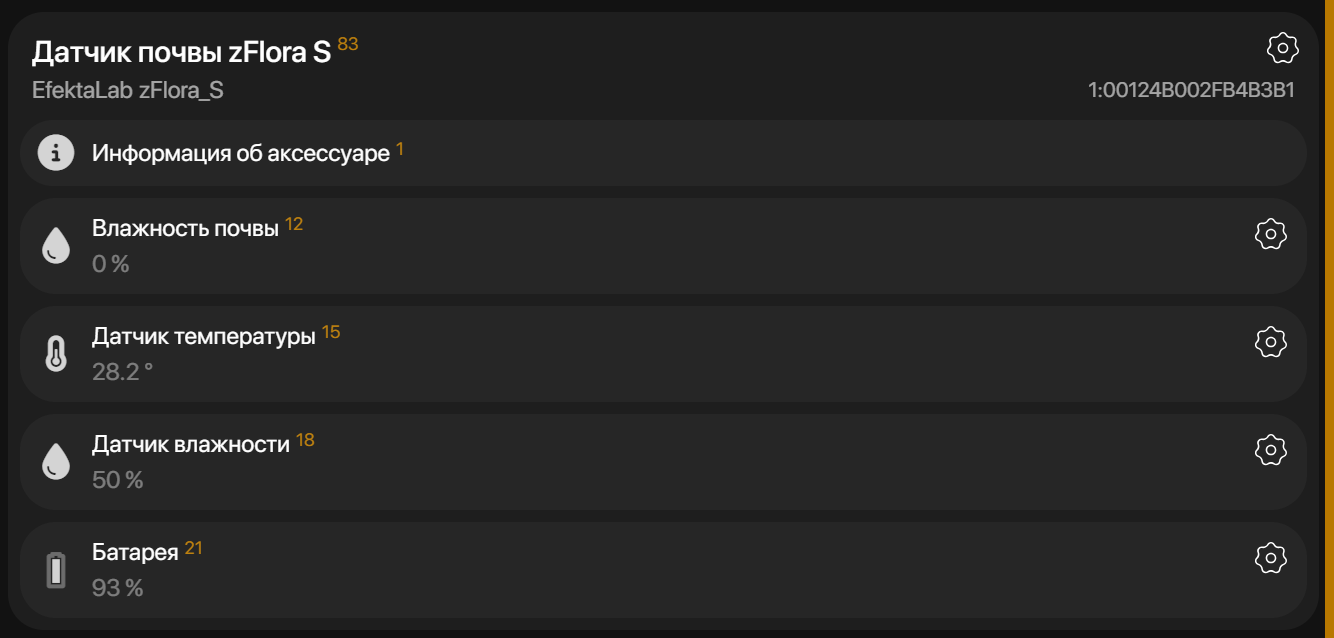 Датчик почвы zFlora S 83
EfektaLab zFlora_S 1:00124B002FB4B3B1
Информация об аксессуаре 1
Влажность почвы 12
0 %
Датчик температуры 15
28.2 °
Датчик влажности 18
50 %
Батарея 21
93 %